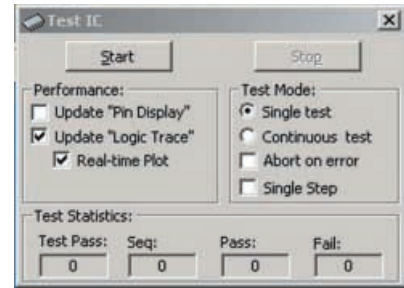 Test IC
Start
Stop
Performance:
Update "Pin Display"
Update "Logic Trace"
Real-time Plot
Test Mode:
Single test
Continuous test
Abort on error
Single Step
Test Statistics:
Test Pass: Seq: Pass: Fail:
0 0 0 0